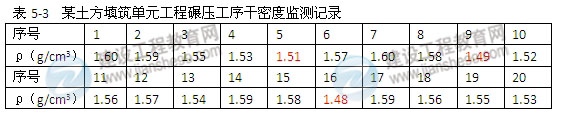 表 5-3 某土方填筑单元工程碾压工序干密度监测记录
序号 1 2 3 4 5 6 7 8 9 10
ρ(g/cm³) 1.60 1.59 1.55 1.53 1.51 1.57 1.60 1.58 1.49 1.52
序号 11 12 13 14 15 16 17 18 19 20
ρ(g/cm³) 1.56 1.57 1.54 1.59 1.58 1.48 1.59 1.56 1.55 1.53